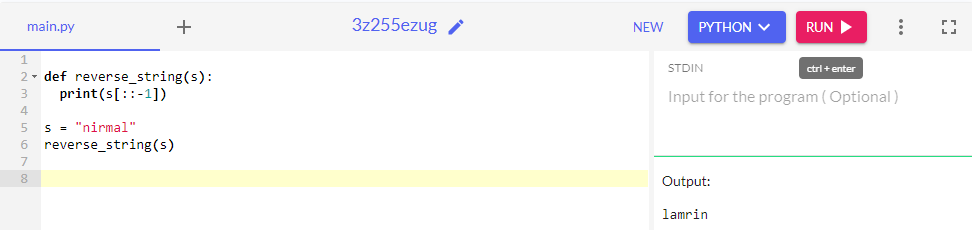 main.py + 3z255ezug NEW PYTHON RUN
ctrl + enter
1
2 def reverse_string(s):
3   print(s[::-1])
4
5 s = "nirmal"
6 reverse_string(s)
7
8
STDIN
Input for the program ( Optional )
Output:
lamrin